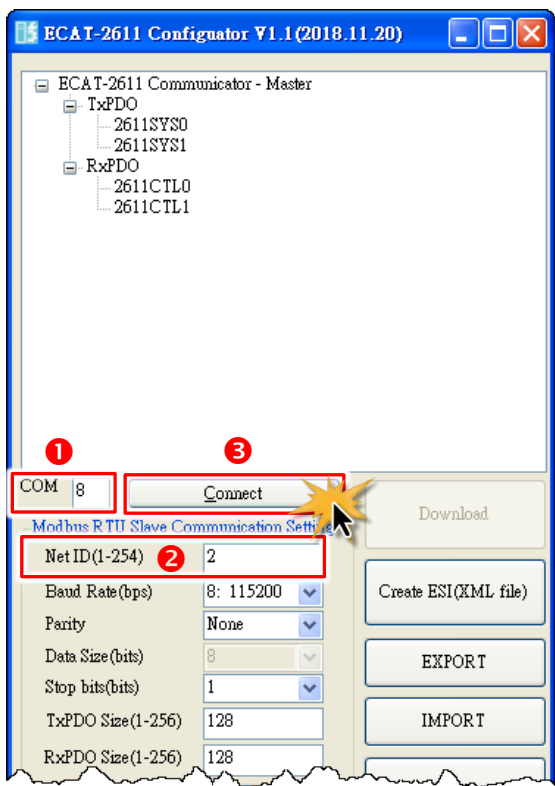 ECAT-2611 Configuator V1.1(2018.11.20)
ECAT-2611 Communicator - Master
TxPDO
2611SYS0
2611SYS1
RxPDO
2611CTL0
2611CTL1
1
3
COM 8 Connect
Download
Modbus RTU Slave Communication Setting
Net ID(1-254) 2 2
Baud Rate(bps) 8: 115200
Create ESI(XML file)
Parity None
Data Size(bits) 8
EXPORT
Stop bits(bits) 1
TxPDO Size(1-256) 128
IMPORT
RxPDO Size(1-256) 128